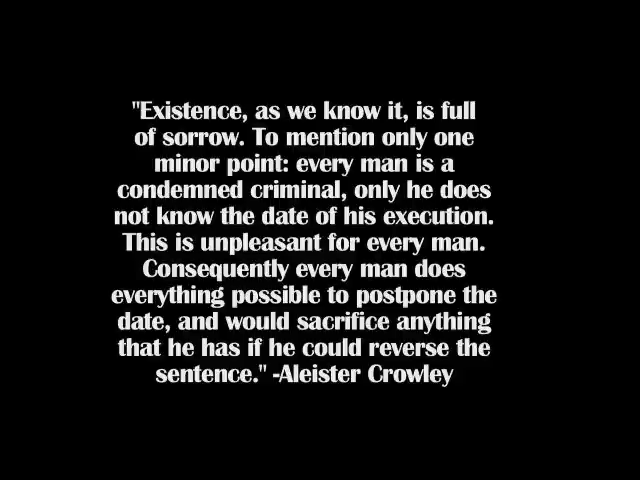 "Existence, as we know it, is full
of sorrow. To mention only one
minor point: every man is a
condemned criminal, only he does
not know the date of his execution.
This is unpleasant for every man.
Consequently every man does
everything possible to postpone the
date, and would sacrifice anything
that he has if he could reverse the
sentence." -Aleister Crowley